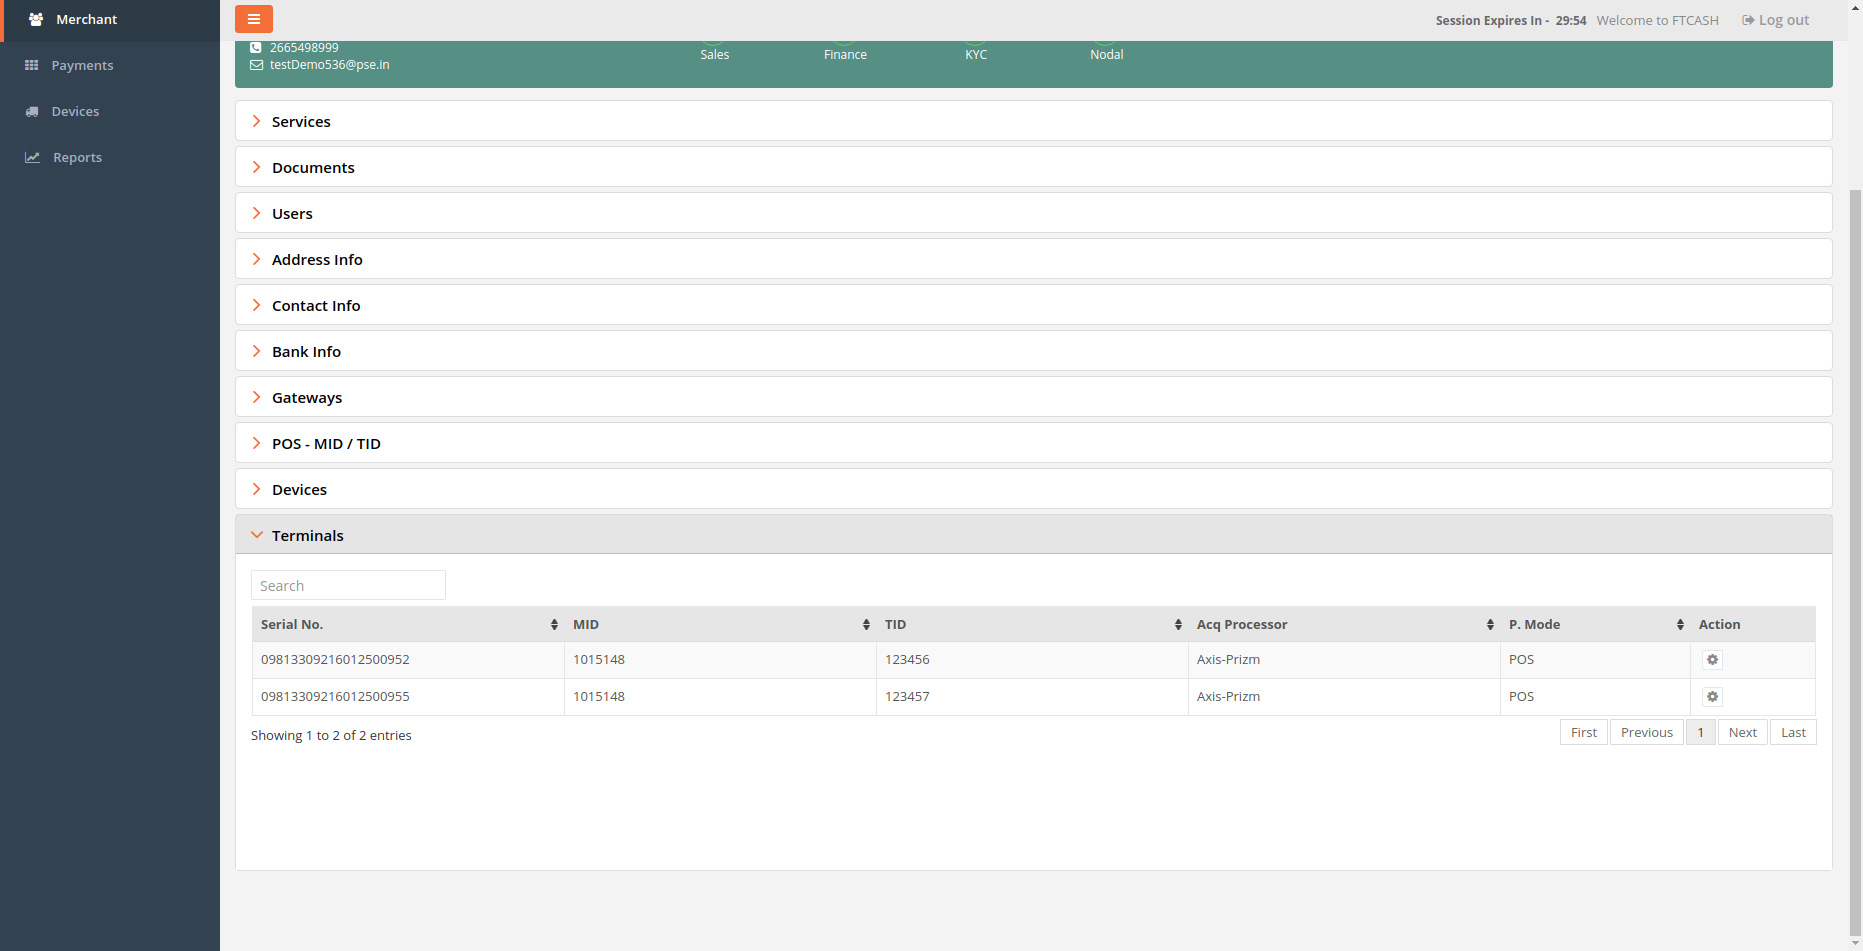 Merchant
Payments
Devices
Reports
Session Expires In - 29:54 Welcome to FTCASH Log out
2665498999
testDemo536@pse.in
Sales Finance KYC Nodal
Services
Documents
Users
Address Info
Contact Info
Bank Info
Gateways
POS - MID / TID
Devices
Terminals
Search
Serial No. MID TID Acq Processor P. Mode Action
09813309216012500952 1015148 123456 Axis-Prizm POS
09813309216012500955 1015148 123457 Axis-Prizm POS
Showing 1 to 2 of 2 entries
First Previous 1 Next Last